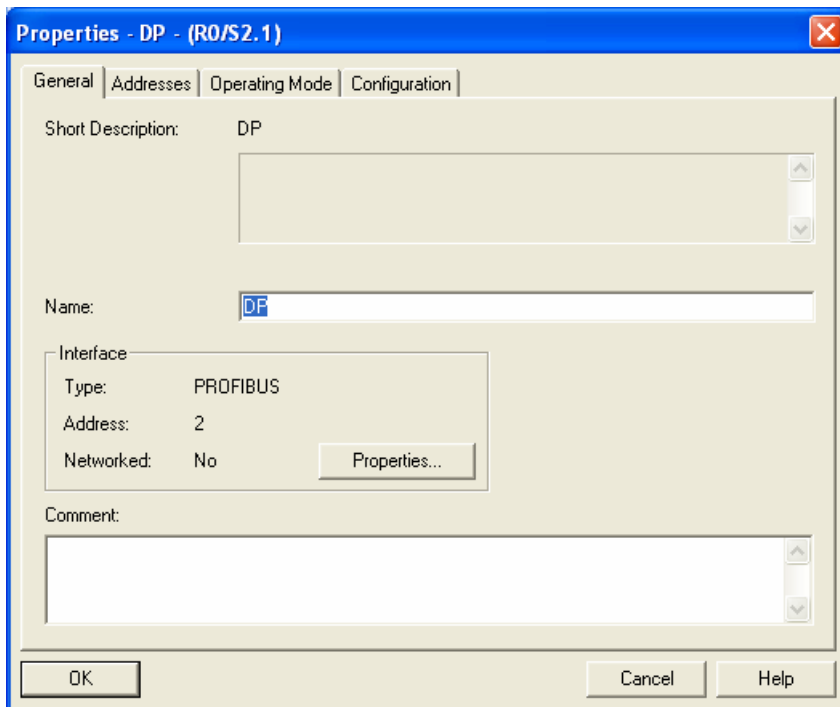 Properties - DP - (R0/S2.1)
General Addresses Operating Mode Configuration
Short Description: DP
Name: DP
Interface
Type: PROFIBUS
Address: 2
Networked: No Properties...
Comment:
OK Cancel Help